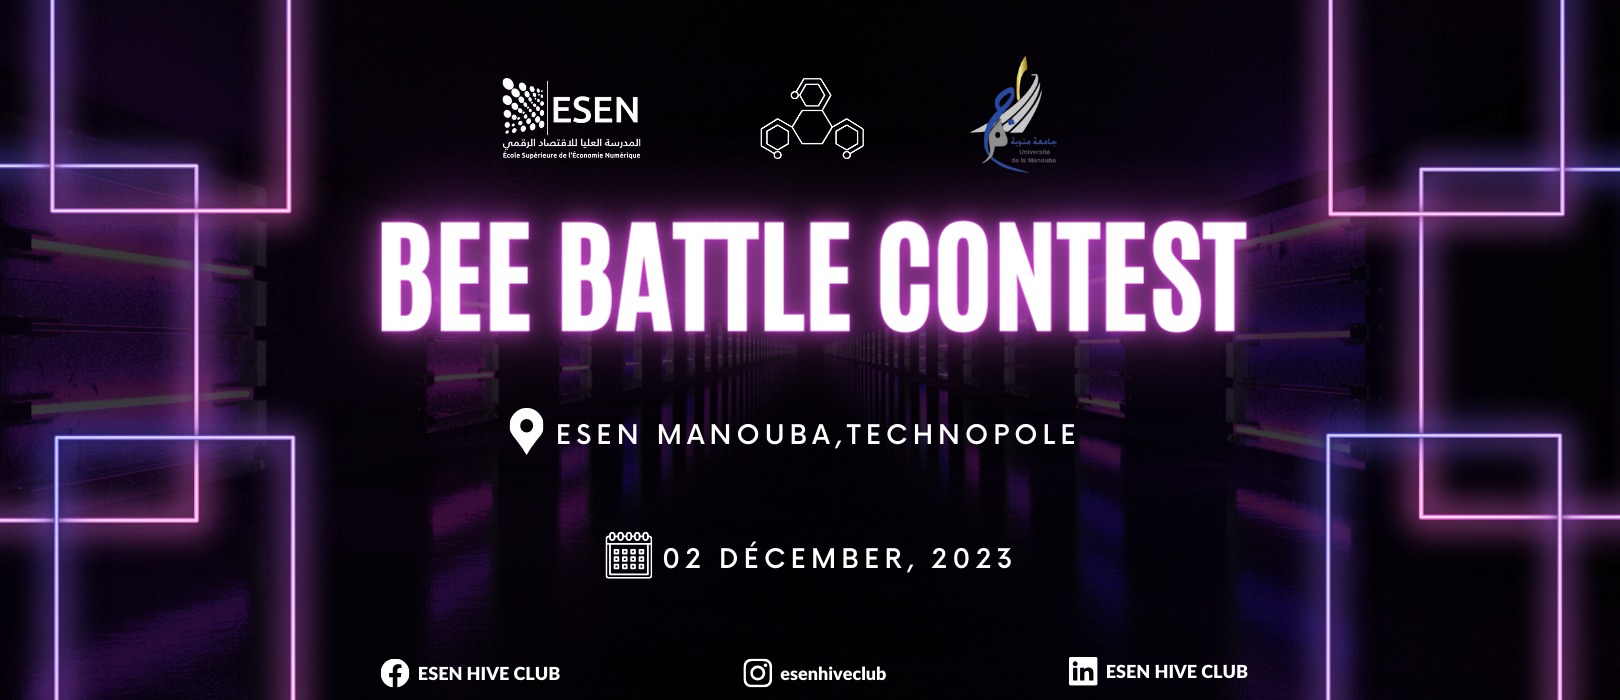 ESEN
المدرسة العليا للاقتصاد الرقمي
École Supérieure de l'Économie Numérique
جامعة منوبة
Université
de la Manouba
BEE BATTLE CONTEST
ESEN MANOUBA,TECHNOPOLE
02 DÉCEMBER, 2023
ESEN HIVE CLUB
esenhiveclub
in ESEN HIVE CLUB